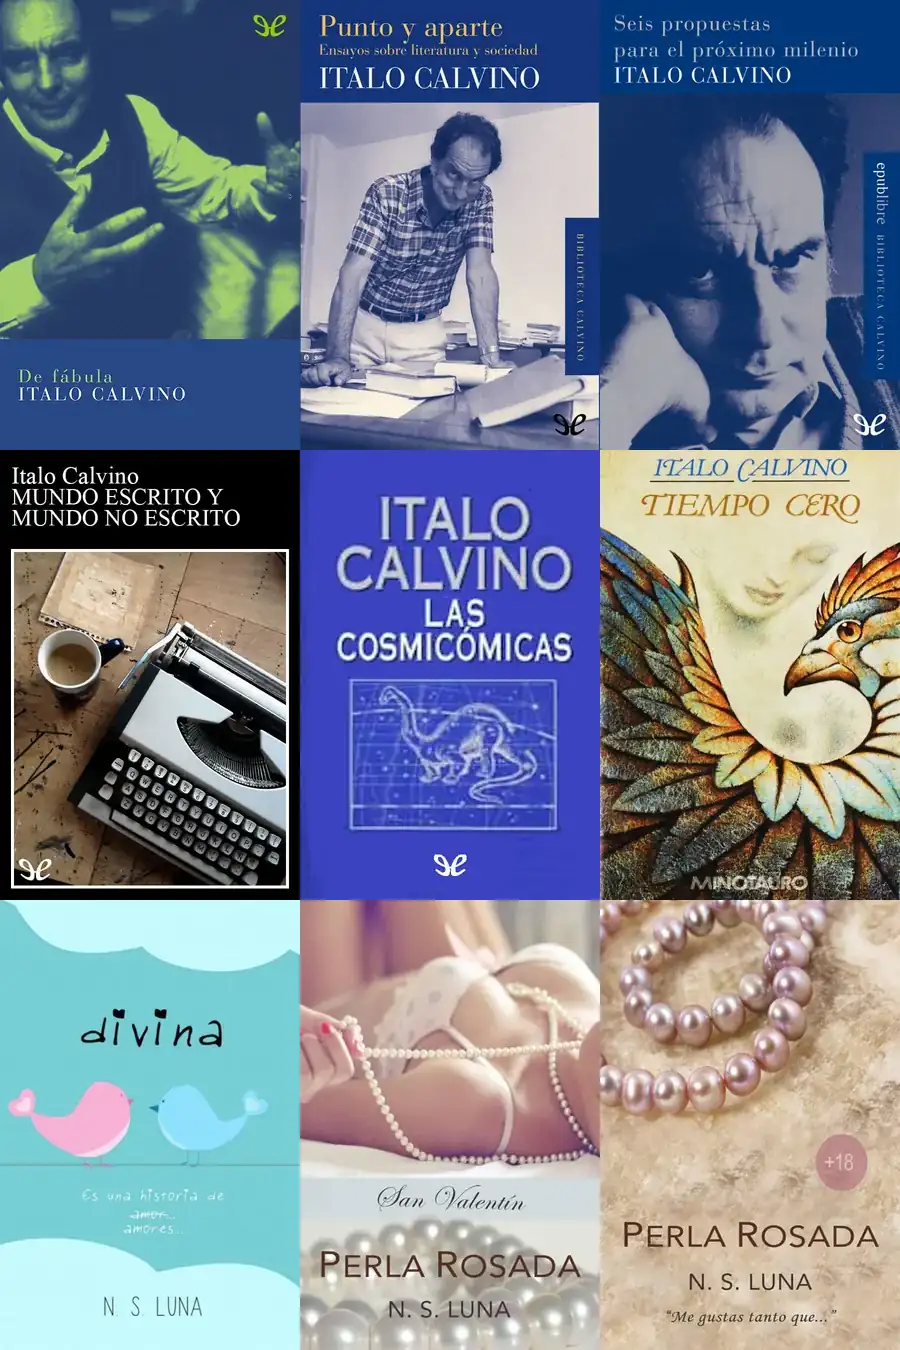 De fábula
ITALO CALVINO
Punto y aparte
Ensayos sobre literatura y sociedad
ITALO CALVINO
BIBLIOTECA CALVINO
Seis propuestas
para el próximo milenio
ITALO CALVINO
epublibre
BIBLIOTECA CALVINO
Italo Calvino
MUNDO ESCRITO Y
MUNDO NO ESCRITO
ITALO
CALVINO
LAS
COSMICÓMICAS
ITALO CALVINO
TIEMPO CERO
MINOTAURO
divina
Es una historia de
amor...
amores...
N. S. LUNA
San Valentín
PERLA ROSADA
N. S. LUNA
+18
PERLA ROSADA
N. S. LUNA
“Me gustas tanto que...”